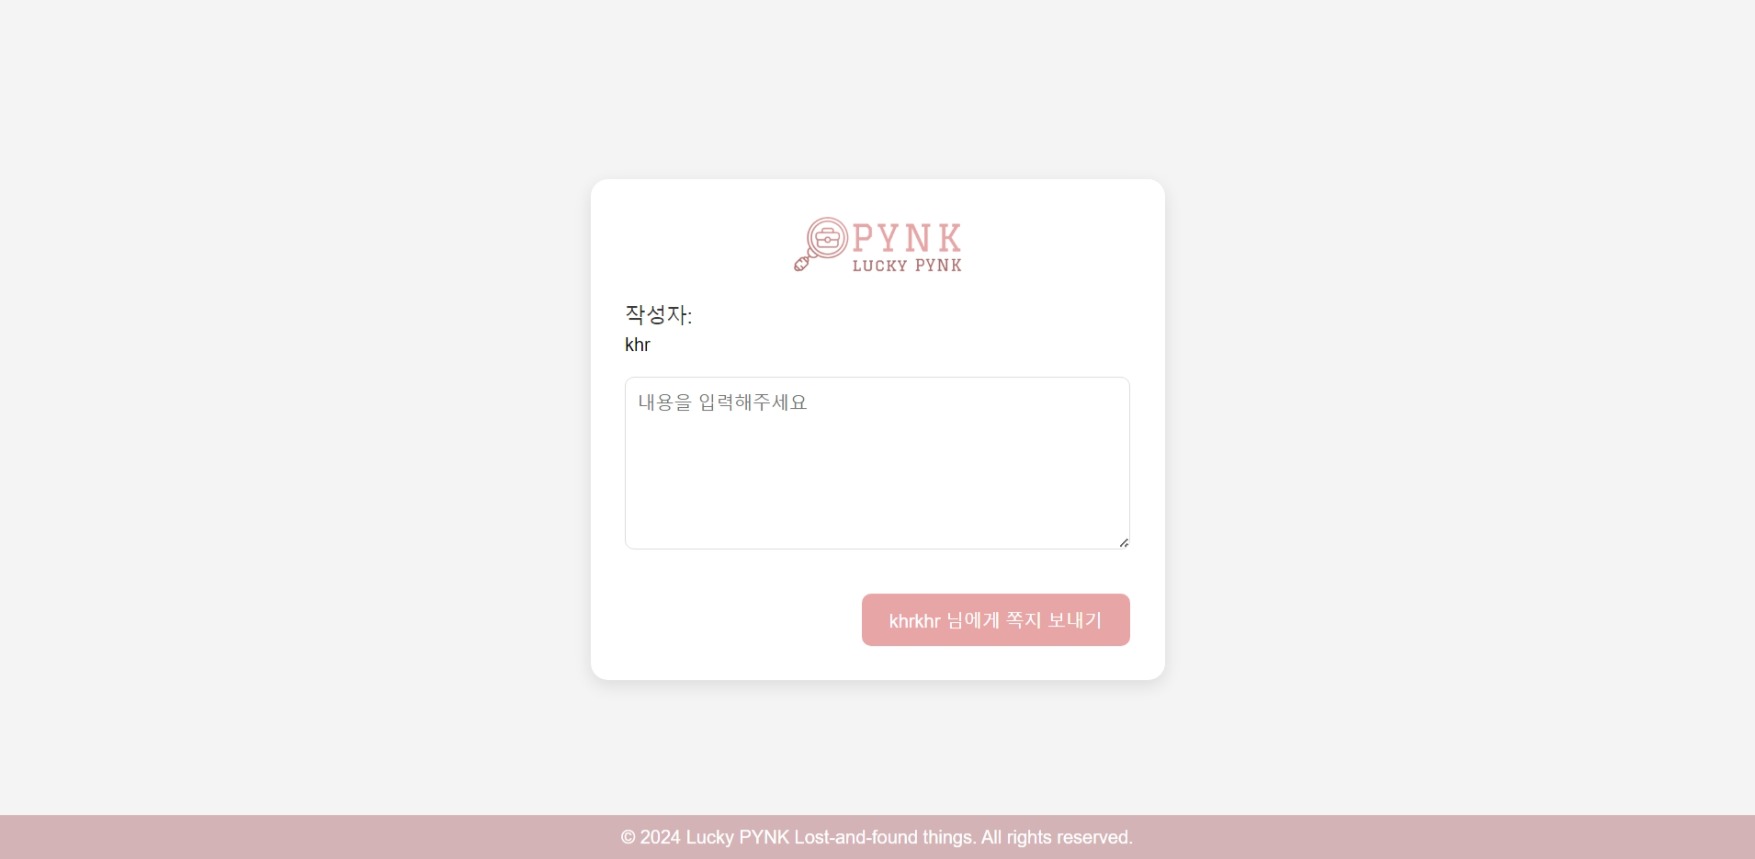 PYNK
LUCKY PYNK
작성자:
khr
내용을 입력해주세요
khrkhr 님에게 쪽지 보내기
© 2024 Lucky PYNK Lost-and-found things. All rights reserved.